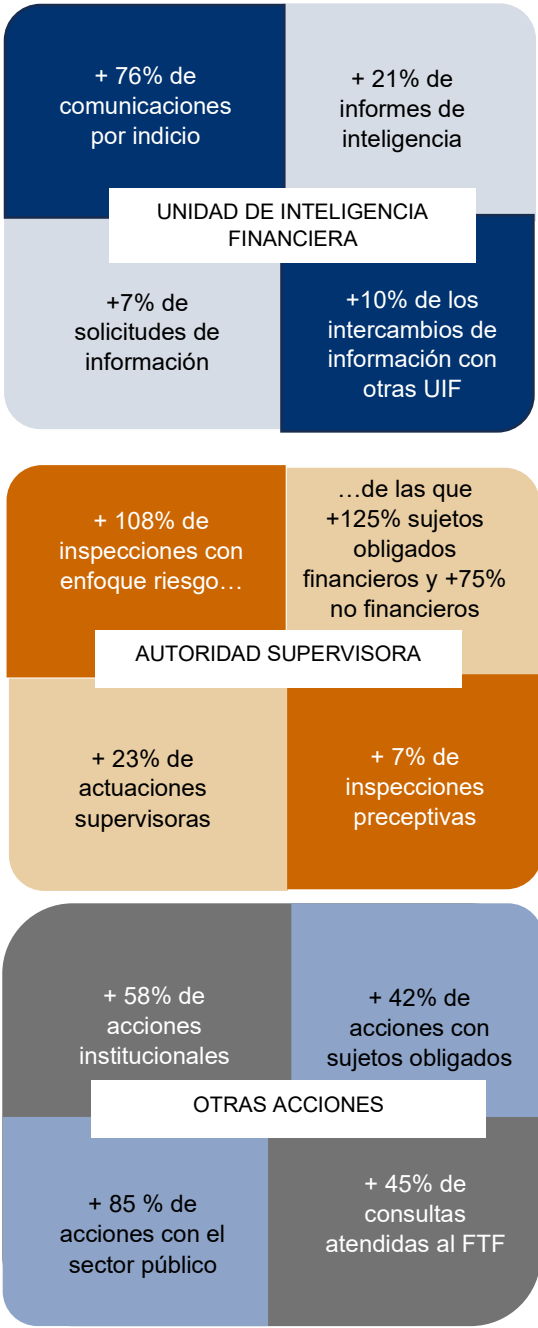 + 76% de
comunicaciones
por indicio
+ 21% de
informes de
inteligencia
UNIDAD DE INTELIGENCIA
FINANCIERA
+7% de
solicitudes de
información
+10% de los
intercambios de
información con
otras UIF
+ 108% de
inspecciones con
enfoque riesgo…
…de las que
+125% sujetos
obligados
financieros y +75%
no financieros
AUTORIDAD SUPERVISORA
+ 23% de
actuaciones
supervisoras
+ 7% de
inspecciones
preceptivas
+ 58% de
acciones
institucionales
+ 42% de
acciones con
sujetos obligados
OTRAS ACCIONES
+ 85 % de
acciones con el
sector público
+ 45% de
consultas
atendidas al FTF